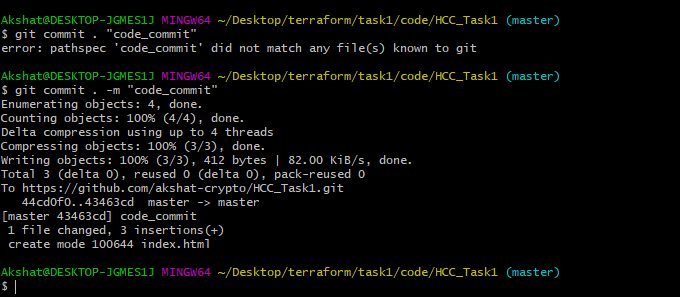 Akshat@DESKTOP-JGMES1J MINGW64 ~/Desktop/terraform/task1/code/HCC_Task1 (master)
$ git commit . "code_commit"
error: pathspec 'code_commit' did not match any file(s) known to git

Akshat@DESKTOP-JGMES1J MINGW64 ~/Desktop/terraform/task1/code/HCC_Task1 (master)
$ git commit . -m "code_commit"
Enumerating objects: 4, done.
Counting objects: 100% (4/4), done.
Delta compression using up to 4 threads
Compressing objects: 100% (3/3), done.
Writing objects: 100% (3/3), 412 bytes | 82.00 KiB/s, done.
Total 3 (delta 0), reused 0 (delta 0), pack-reused 0
To https://github.com/akshat-crypto/HCC_Task1.git
   44cd0f0..43463cd  master -> master
[master 43463cd] code_commit
 1 file changed, 3 insertions(+)
 create mode 100644 index.html

Akshat@DESKTOP-JGMES1J MINGW64 ~/Desktop/terraform/task1/code/HCC_Task1 (master)
$